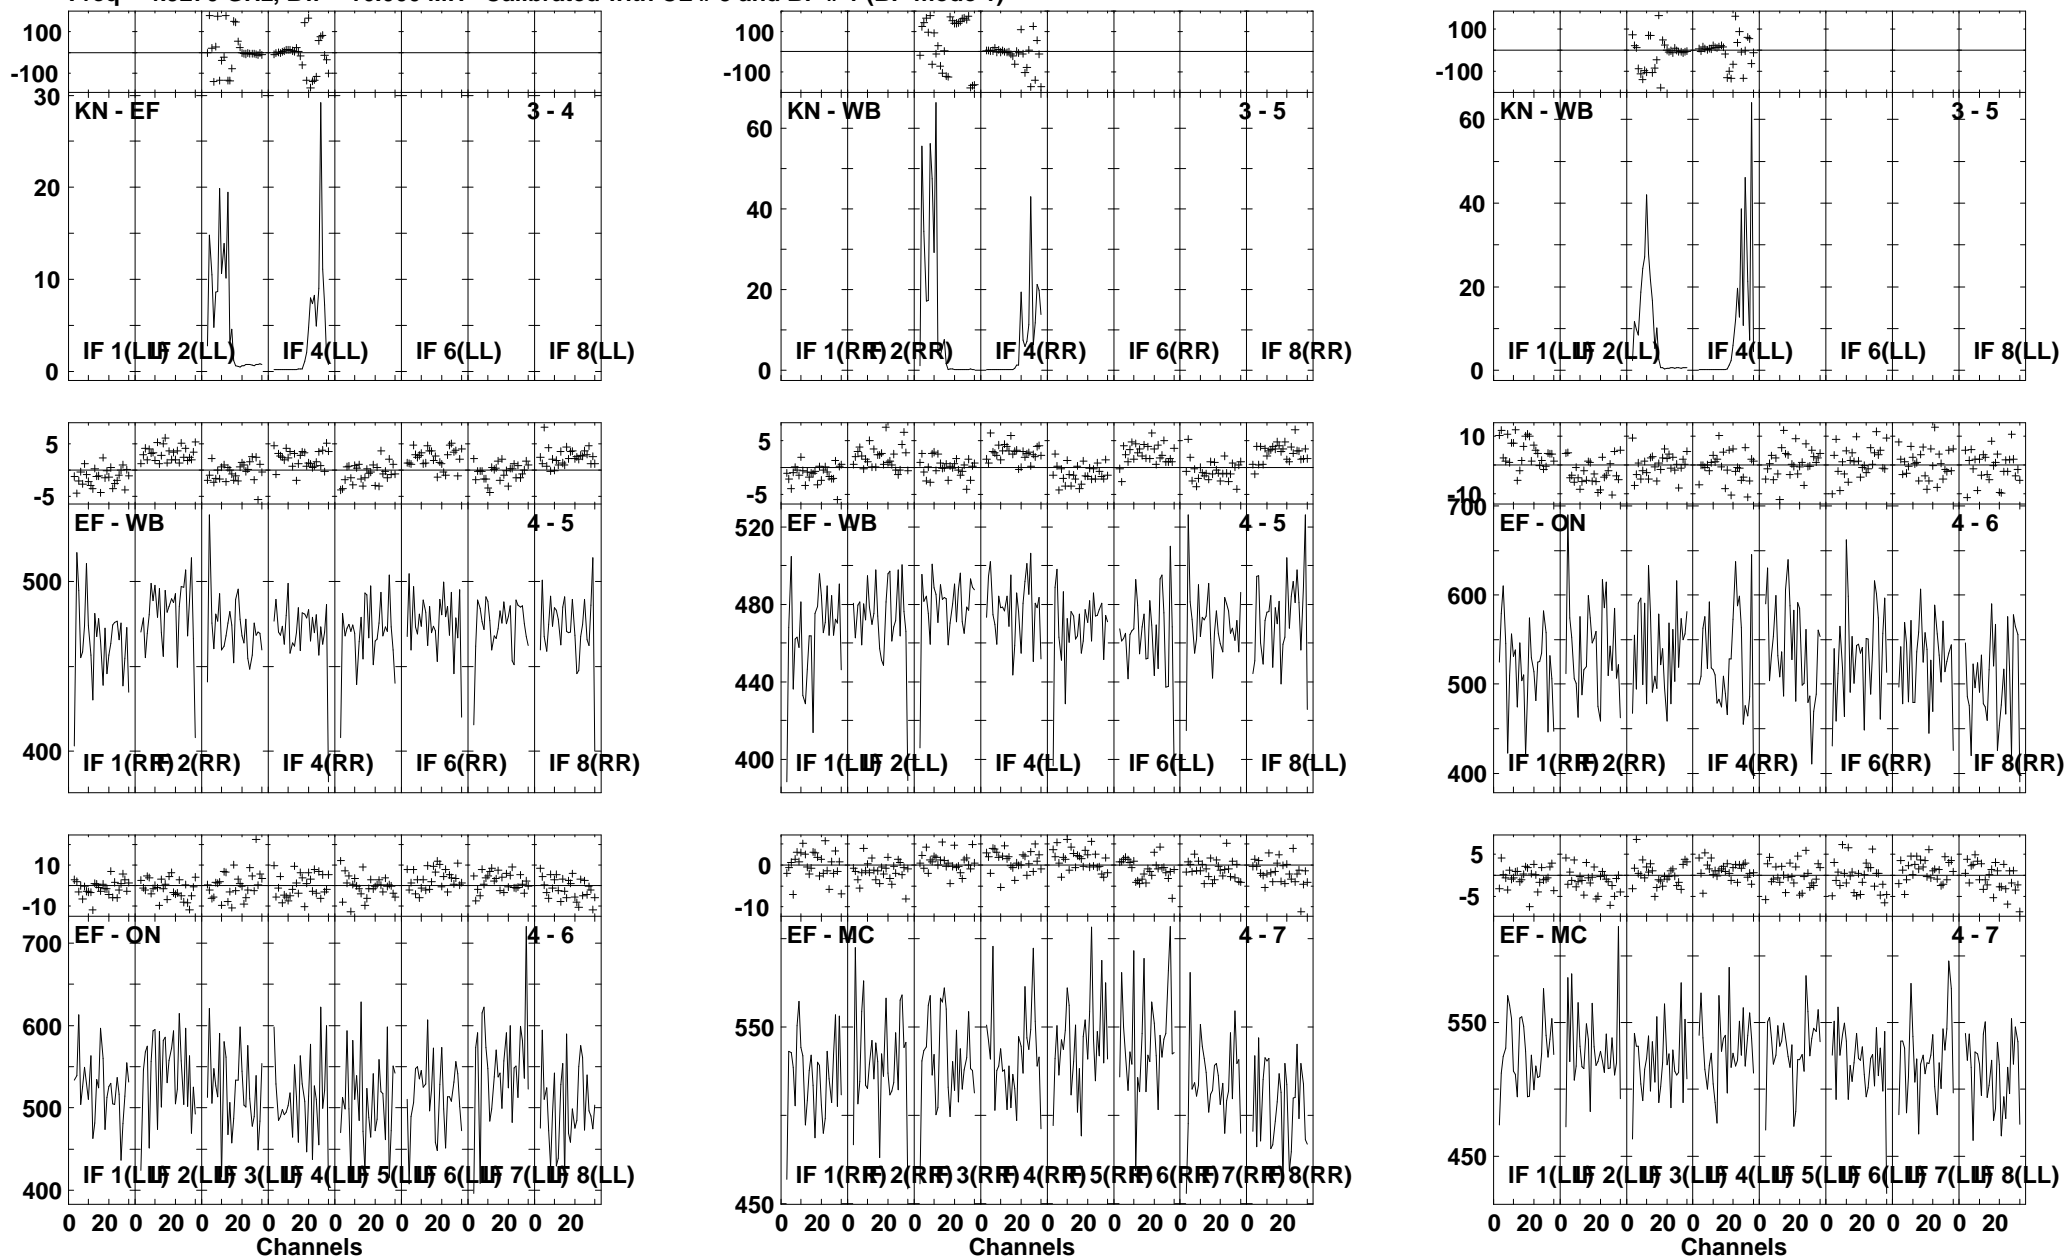 100
-100
30
KN - EF 3 - 4
20
10
0
IF 1(LL) IF 2(LL) IF 4(LL) IF 6(LL) IF 8(LL)
100
-100
KN - WB 3 - 5
60
40
20
0
IF 1(RR) IF 2(RR) IF 4(RR) IF 6(RR) IF 8(RR)
100
-100
KN - WB 3 - 5
60
40
20
0
IF 1(LL) IF 2(LL) IF 4(LL) IF 6(LL) IF 8(LL)
5
-5
EF - WB 4 - 5
500
400
IF 1(RR) IF 2(RR) IF 4(RR) IF 6(RR) IF 8(RR)
5
-5
EF - WB 4 - 5
520
480
440
400
IF 1(LL) IF 2(LL) IF 4(LL) IF 6(LL) IF 8(LL)
10
-10
700
EF - ON 4 - 6
600
500
400
IF 1(RR) IF 2(RR) IF 4(RR) IF 6(RR) IF 8(RR)
10
-10
EF - ON 4 - 6
700
600
500
400
IF 1(LL) IF 2(LL) IF 3(LL) IF 4(LL) IF 5(LL) IF 6(LL) IF 7(LL) IF 8(LL)
0 20 0 20 0 20 0 20 0 20 0 20 0 20 0 20
Channels
0
-10
EF - MC 4 - 7
550
450
IF 1(RR) IF 2(RR) IF 3(RR) IF 4(RR) IF 5(RR) IF 6(RR) IF 7(RR) IF 8(RR)
0 20 0 20 0 20 0 20 0 20 0 20 0 20 0 20
Channels
5
-5
EF - MC 4 - 7
550
450
IF 1(LL) IF 2(LL) IF 3(LL) IF 4(LL) IF 5(LL) IF 6(LL) IF 7(LL) IF 8(LL)
0 20 0 20 0 20 0 20 0 20 0 20 0 20 0 20
Channels